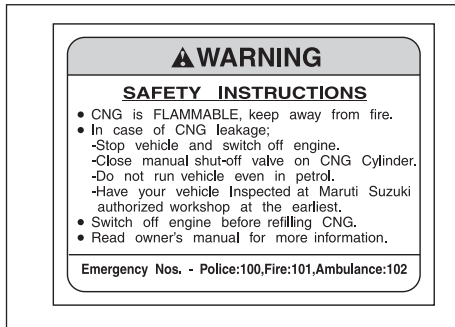 ⚠WARNING
SAFETY INSTRUCTIONS
• CNG is FLAMMABLE, keep away from fire.
• In case of CNG leakage;
-Stop vehicle and switch off engine.
-Close manual shut-off valve on CNG Cylinder.
-Do not run vehicle even in petrol.
-Have your vehicle Inspected at Maruti Suzuki
authorized workshop at the earliest.
• Switch off engine before refilling CNG.
• Read owner's manual for more information.
Emergency Nos. - Police:100,Fire:101,Ambulance:102